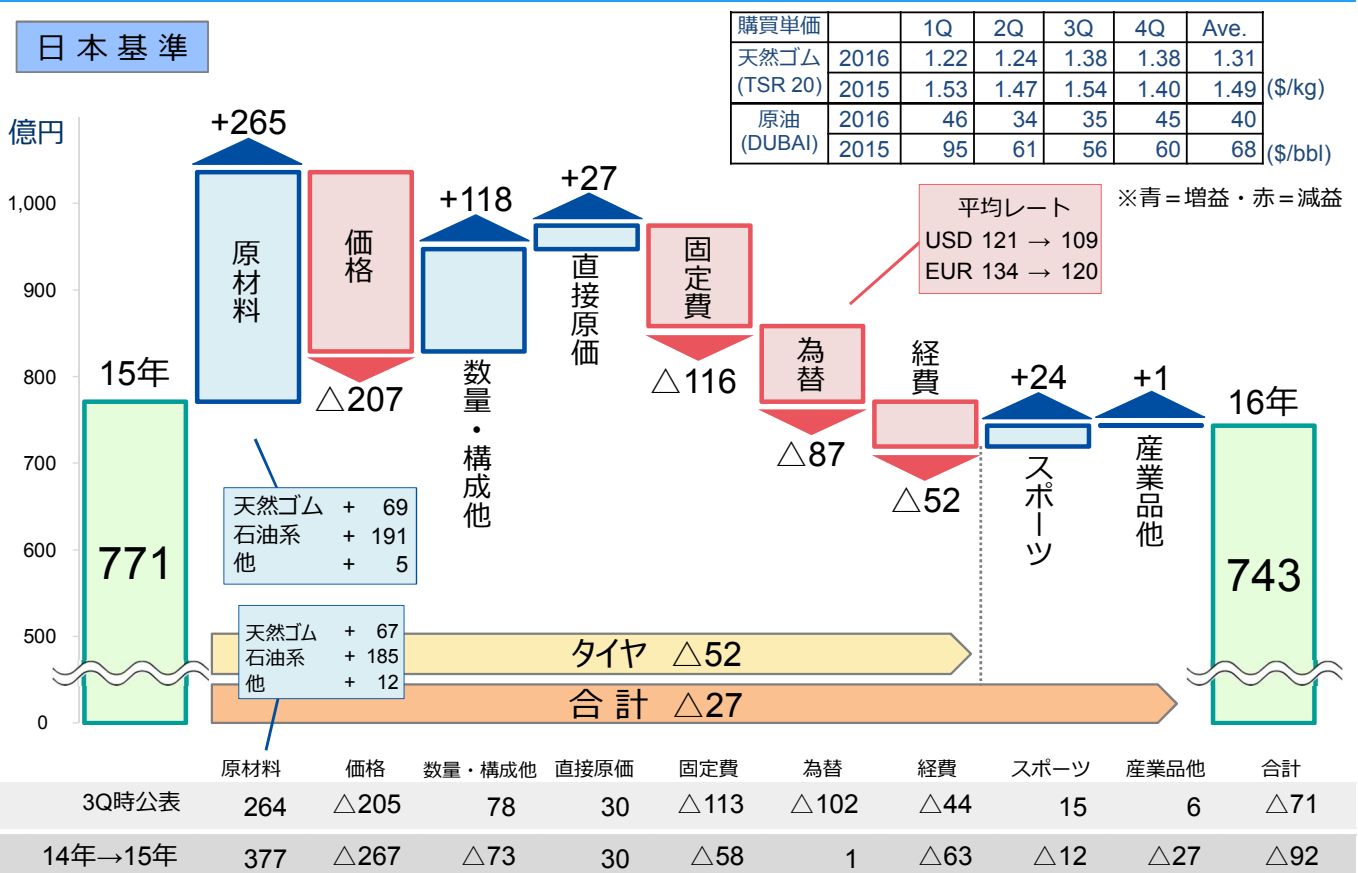 日本基準
購買単価 1Q 2Q 3Q 4Q Ave.
天然ゴム (TSR 20) 2016 1.22 1.24 1.38 1.38 1.31
2015 1.53 1.47 1.54 1.40 1.49 ($/kg)
原油 (DUBAI) 2016 46 34 35 45 40
2015 95 61 56 60 68 ($/bbl)
※青＝増益・赤＝減益
億円
1,000
900
800
700
600
500
0
15年
771
+265
原材料
価格
△207
+118
数量・構成他
+27
直接原価
固定費
△116
平均レート
USD 121 → 109
EUR 134 → 120
為替
△87
経費
△52
+24
スポーツ
+1
産業品他
16年
743
天然ゴム + 69
石油系 + 191
他 + 5
天然ゴム + 67
石油系 + 185
他 + 12
タイヤ △52
合計 △27
原材料 価格 数量・構成他 直接原価 固定費 為替 経費 スポーツ 産業品他 合計
3Q時公表 264 △205 78 30 △113 △102 △44 15 6 △71
14年→15年 377 △267 △73 30 △58 1 △63 △12 △27 △92